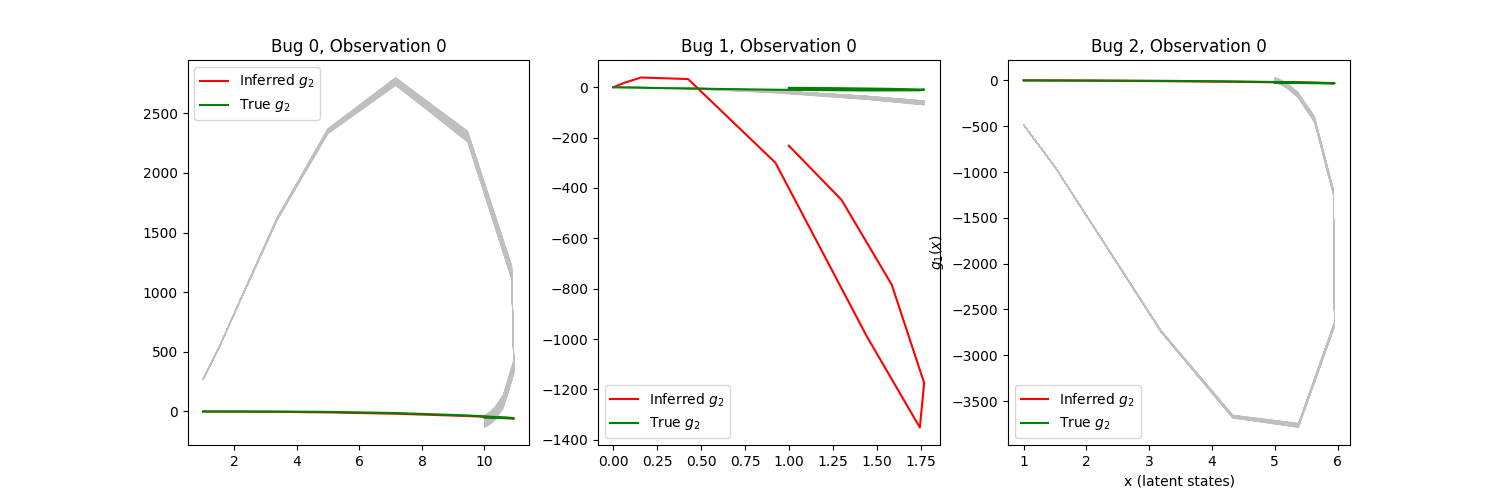 Bug 0, Observation 0
Inferred g₂
True g₂
2500
2000
1500
1000
500
0
2 4 6 8 10
Bug 1, Observation 0
0
−200
−400
−600
−800
−1000
−1200
−1400
Inferred g₂
True g₂
0.00 0.25 0.50 0.75 1.00 1.25 1.50 1.75
Bug 2, Observation 0
g₁(x)
0
−500
−1000
−1500
−2000
−2500
−3000
−3500
Inferred g₂
True g₂
1 2 3 4 5 6
x (latent states)